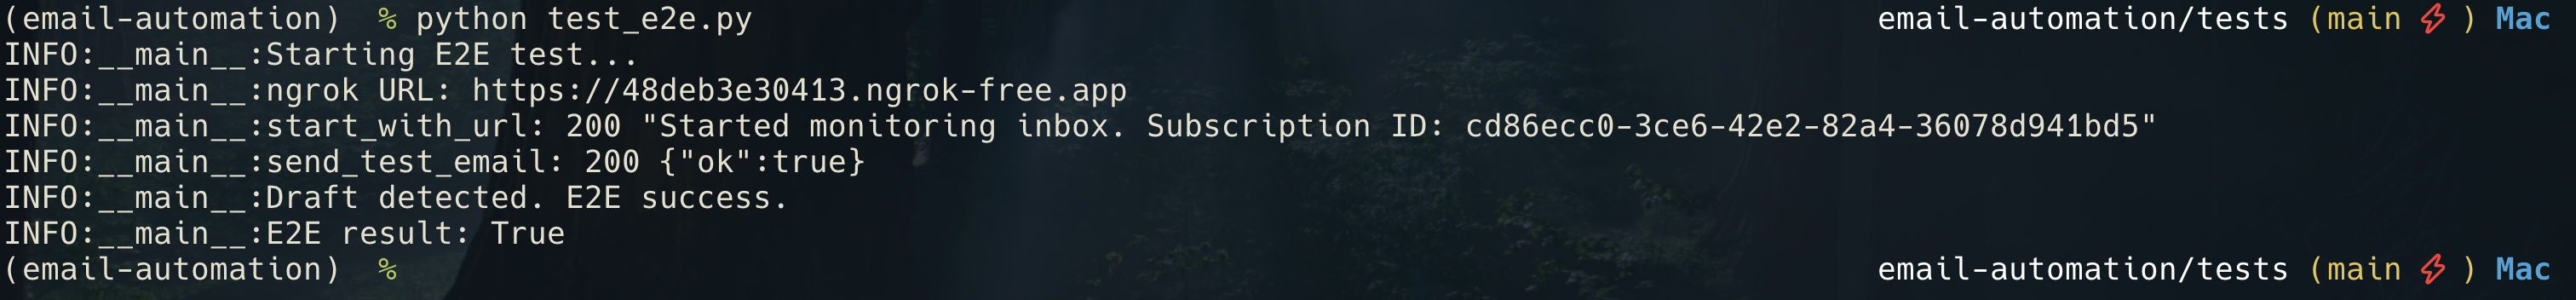 (email-automation) % python test_e2e.py email-automation/tests (main ⚡ ) Mac
INFO:__main__:Starting E2E test...
INFO:__main__:ngrok URL: https://48deb3e30413.ngrok-free.app
INFO:__main__:start_with_url: 200 "Started monitoring inbox. Subscription ID: cd86ecc0-3ce6-42e2-82a4-36078d941bd5"
INFO:__main__:send_test_email: 200 {"ok":true}
INFO:__main__:Draft detected. E2E success.
INFO:__main__:E2E result: True
(email-automation) % email-automation/tests (main ⚡ ) Mac